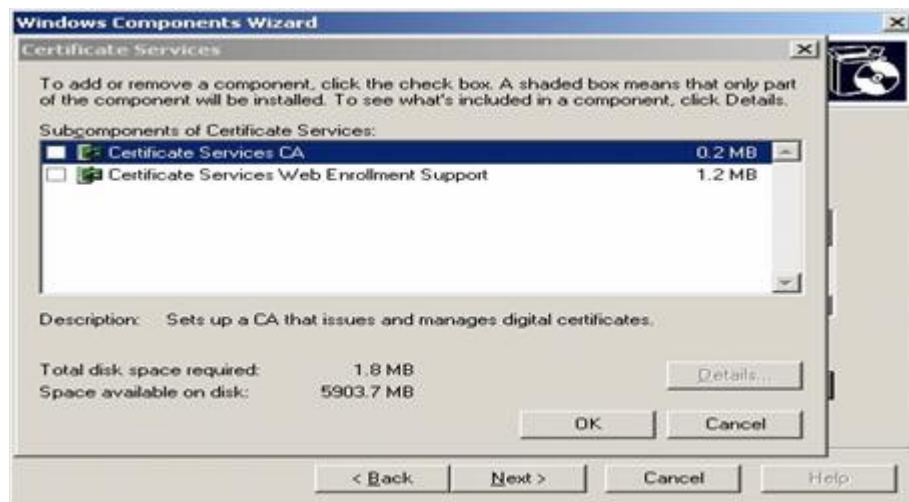 Windows Components Wizard
Certificate Services
To add or remove a component, click the check box. A shaded box means that only part
of the component will be installed. To see what's included in a component, click Details.
Subcomponents of Certificate Services:
Certificate Services CA 0.2 MB
Certificate Services Web Enrollment Support 1.2 MB
Description: Sets up a CA that issues and manages digital certificates.
Total disk space required: 1.8 MB
Space available on disk: 5903.7 MB
Details...
OK Cancel
< Back Next > Cancel Help